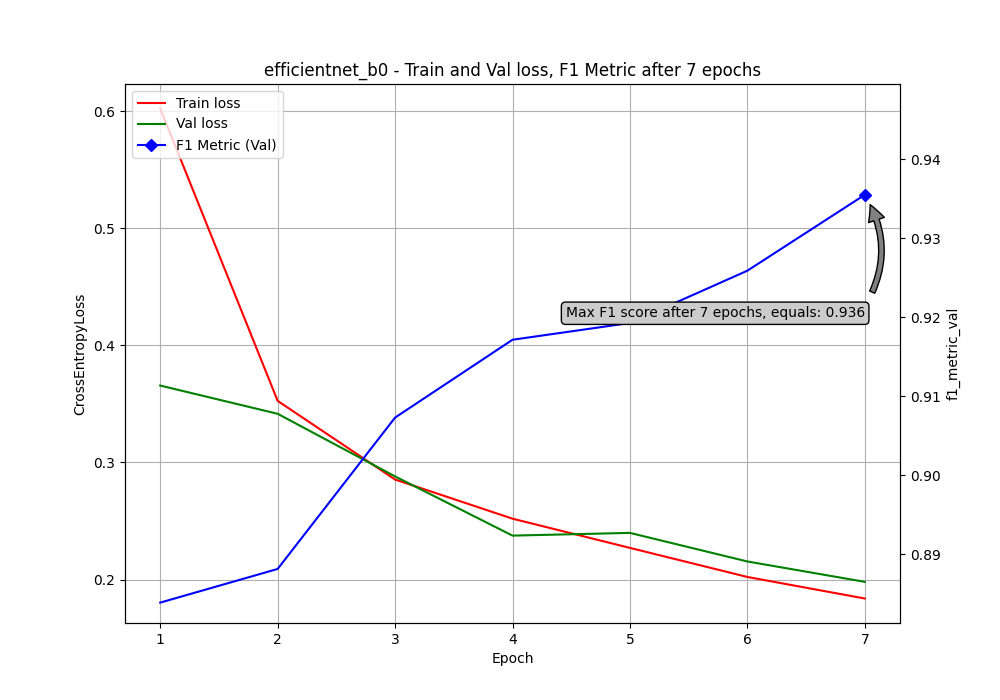 efficientnet_b0 - Train and Val loss, F1 Metric after 7 epochs
Train loss
Val loss
F1 Metric (Val)
0.6
0.5
0.4
0.3
0.2
CrossEntropyLoss
Max F1 score after 7 epochs, equals: 0.936
0.94
0.93
0.92
0.91
0.90
0.89
f1_metric_val
1 2 3 4 5 6 7
Epoch